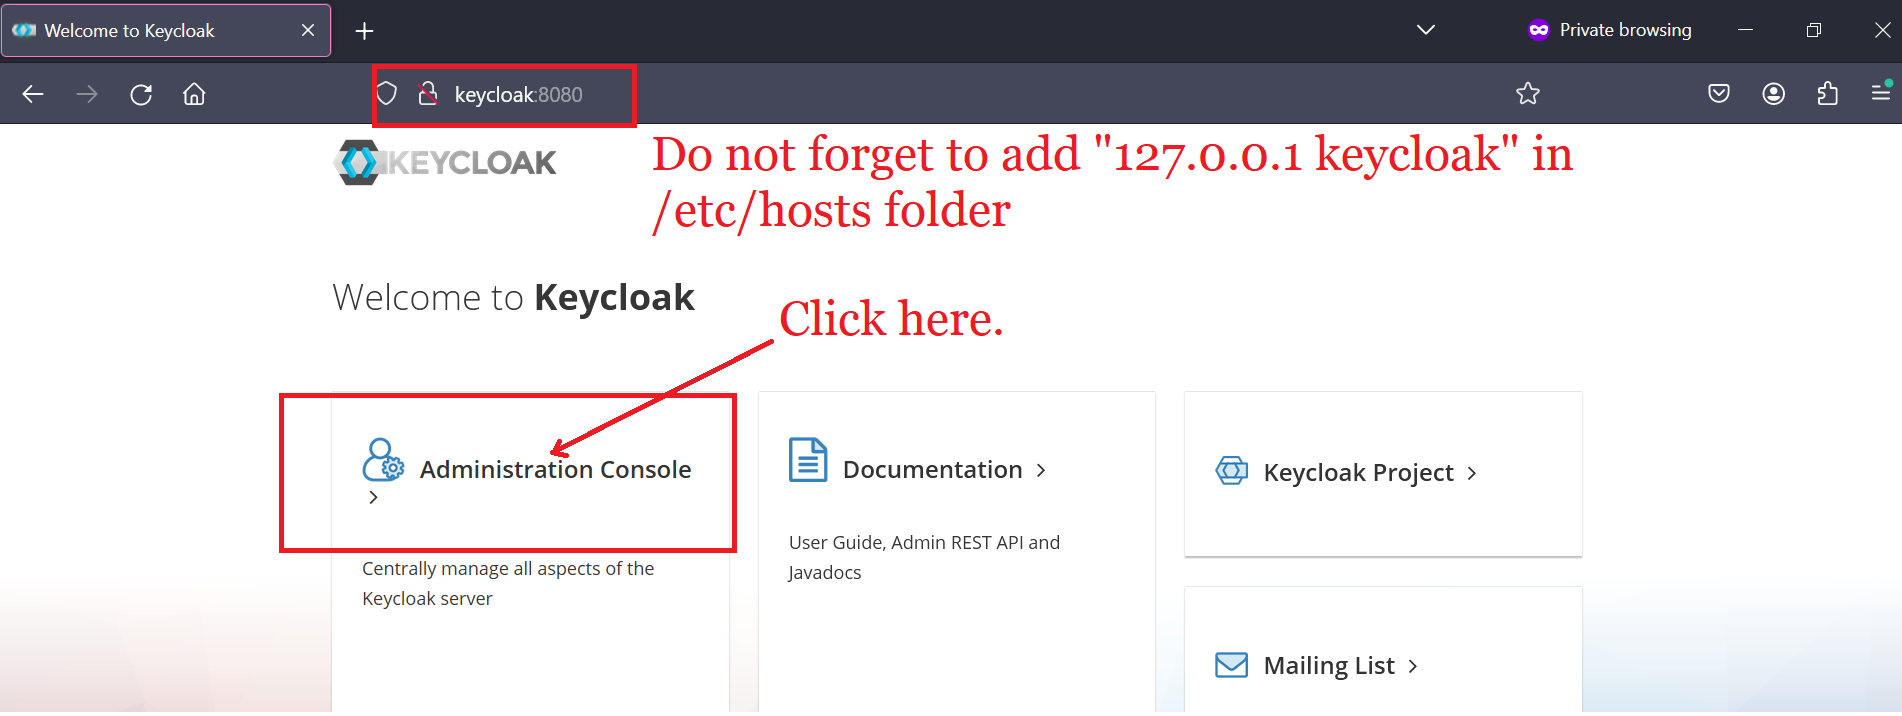 Welcome to Keycloak
Private browsing
keycloak:8080
KEYCLOAK
Do not forget to add "127.0.0.1 keycloak" in
/etc/hosts folder
Welcome to Keycloak
Click here.
Administration Console
Centrally manage all aspects of the
Keycloak server
Documentation
User Guide, Admin REST API and
Javadocs
Keycloak Project
Mailing List